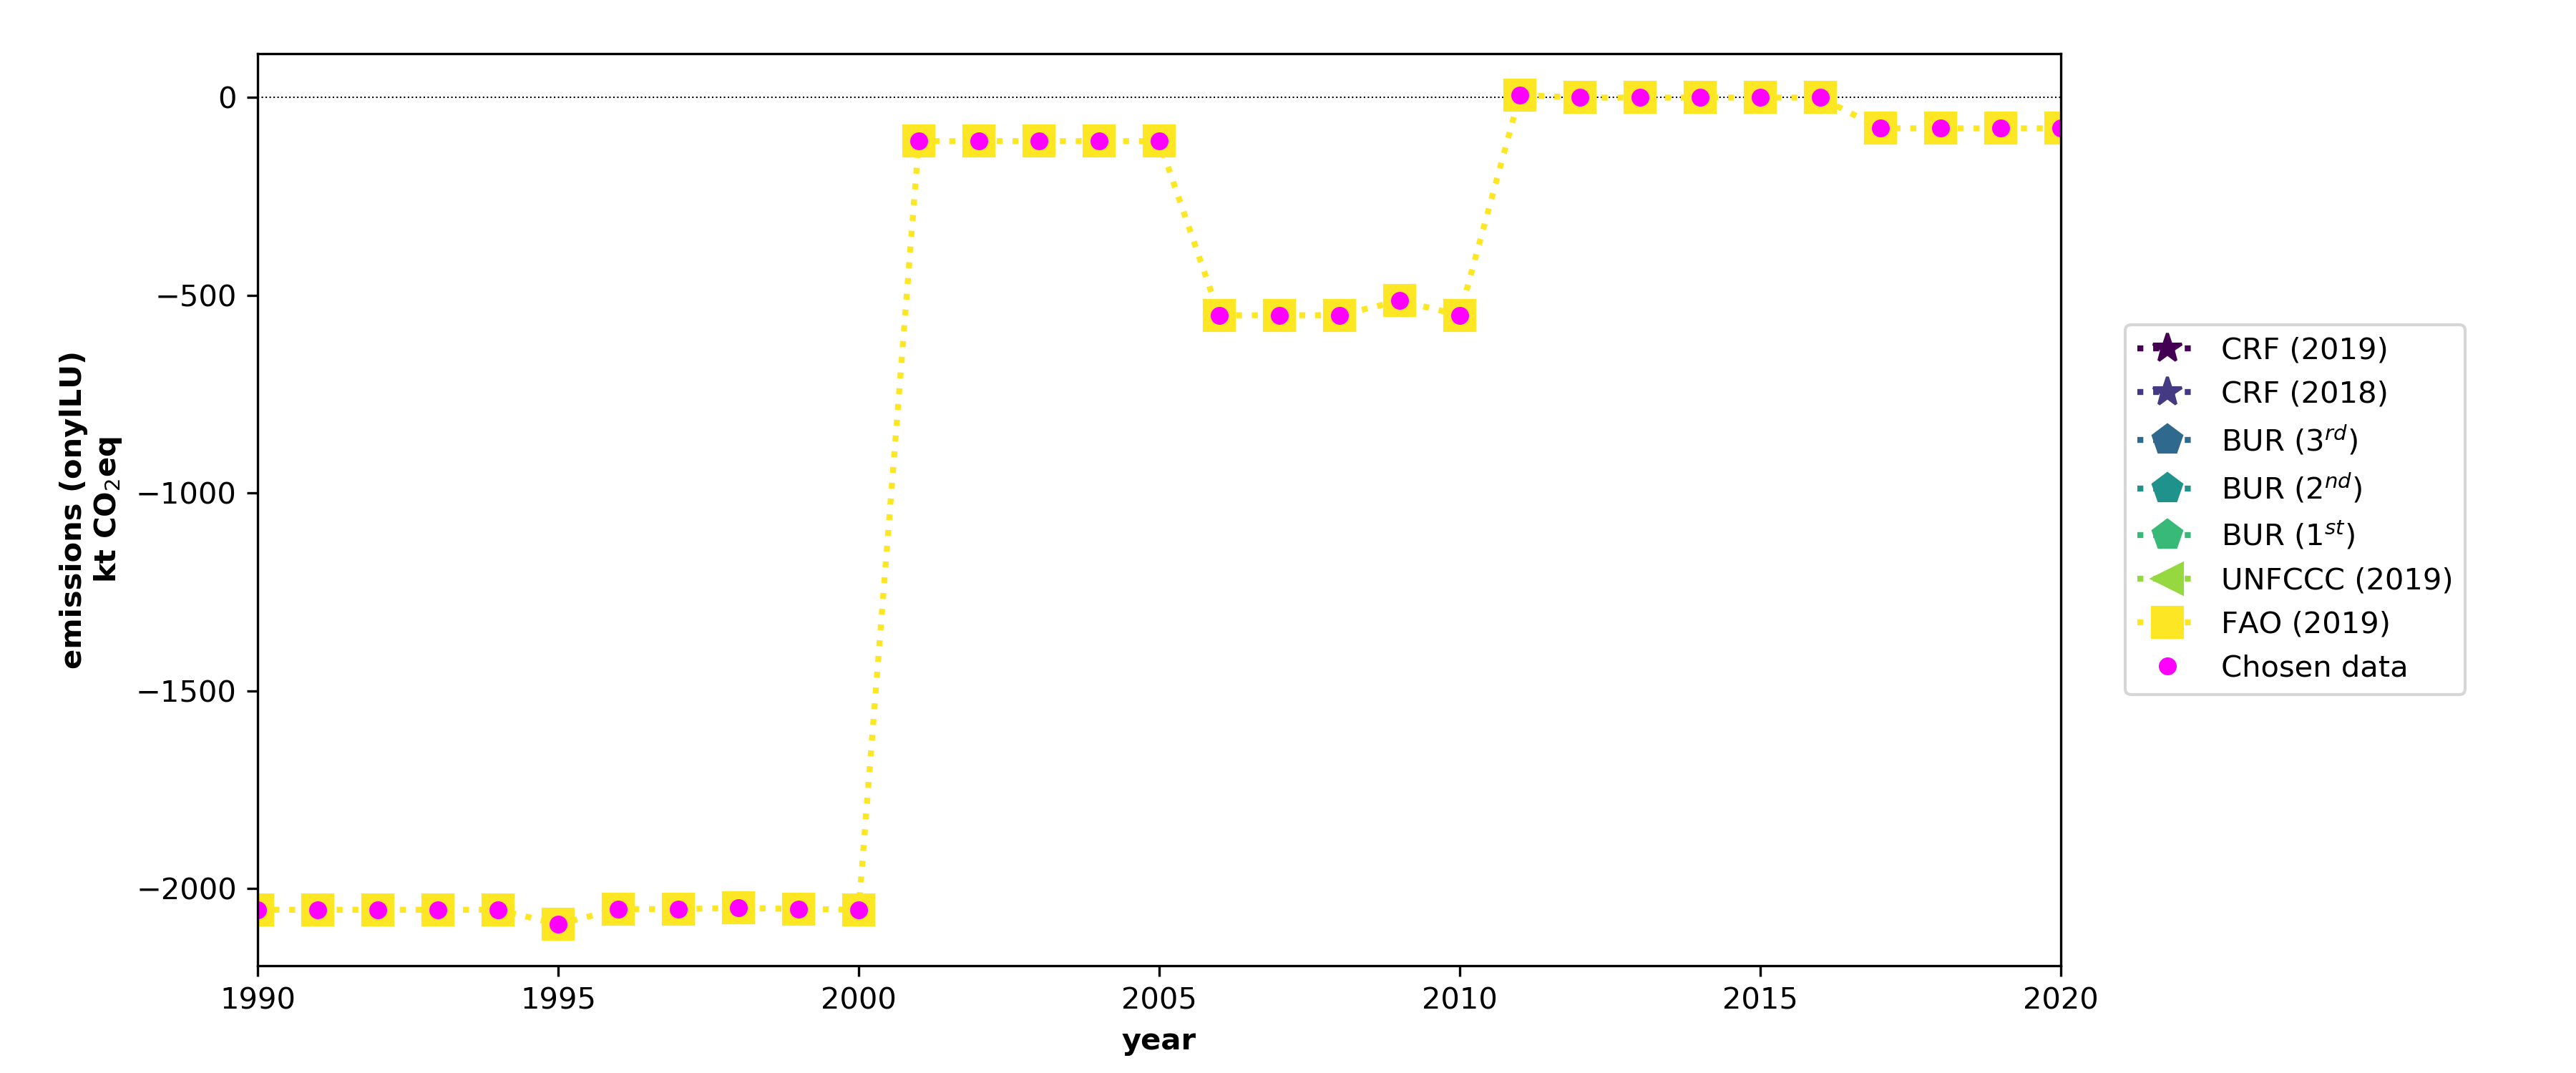 emissions (onylLU)
kt CO₂eq
0
−500
−1000
−1500
−2000
1990
1995
2000
2005
2010
2015
2020
year
CRF (2019)
CRF (2018)
BUR (3ʳᵈ)
BUR (2ⁿᵈ)
BUR (1ˢᵗ)
UNFCCC (2019)
FAO (2019)
Chosen data